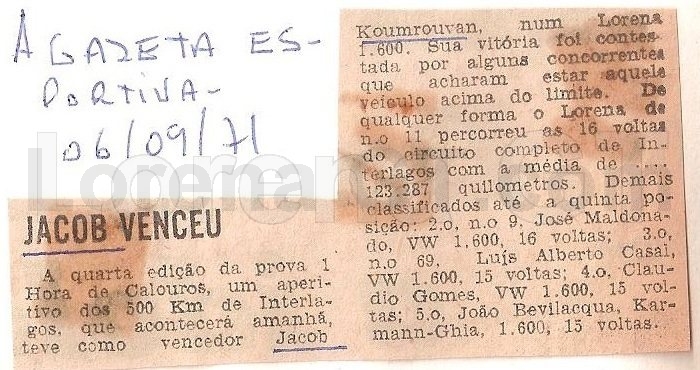 A GAZETA ES-
PORTIVA-
06/09/71
JACOB VENCEU
A quarta edição da prova 1
Hora de Calouros, um aperi-
tivo dos 500 Km de Interla-
gos, que acontecerá amanhã,
teve como vencedor Jacob
Koumrouyan, num Lorena
1.600. Sua vitória foi contes-
tada por alguns concorrentes
que acharam estar aquele
veículo acima do limite. De
qualquer forma o Lorena de
n.o 11 percorreu as 16 voltas
do circuito completo de In-
terlagos com a média de ....
123.287 quilometros. Demais
classificados até a quinta po-
sição: 2.o, n.o 9, José Maldona-
do, VW 1,600, 16 voltas; 3.o,
n.o 69, Luís Alberto Casal,
VW 1.600, 15 voltas; 4.o, Clau-
dio Gomes, VW 1.600, 15 vol-
tas; 5.o, João Bevilacqua, Kar-
mann-Ghia, 1.600, 15 voltas.